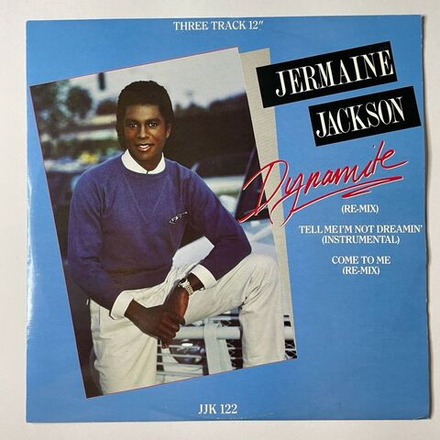 THREE TRACK 12"
JERMAINE
JACKSON
Dynamite
(RE-MIX)
TELL ME I'M NOT DREAMIN'
(INSTRUMENTAL)
COME TO ME
(RE-MIX)
JJK 122